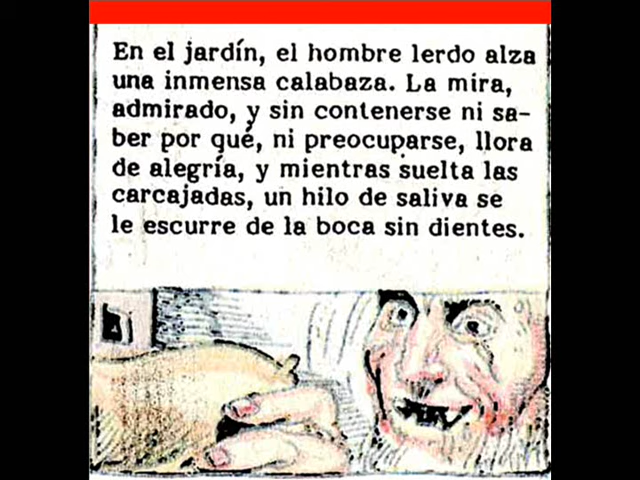 En el jardín, el hombre lerdo alza
una inmensa calabaza. La mira,
admirado, y sin contenerse ni sa-
ber por qué, ni preocuparse, llora
de alegría, y mientras suelta las
carcajadas, un hilo de saliva se
le escurre de la boca sin dientes.